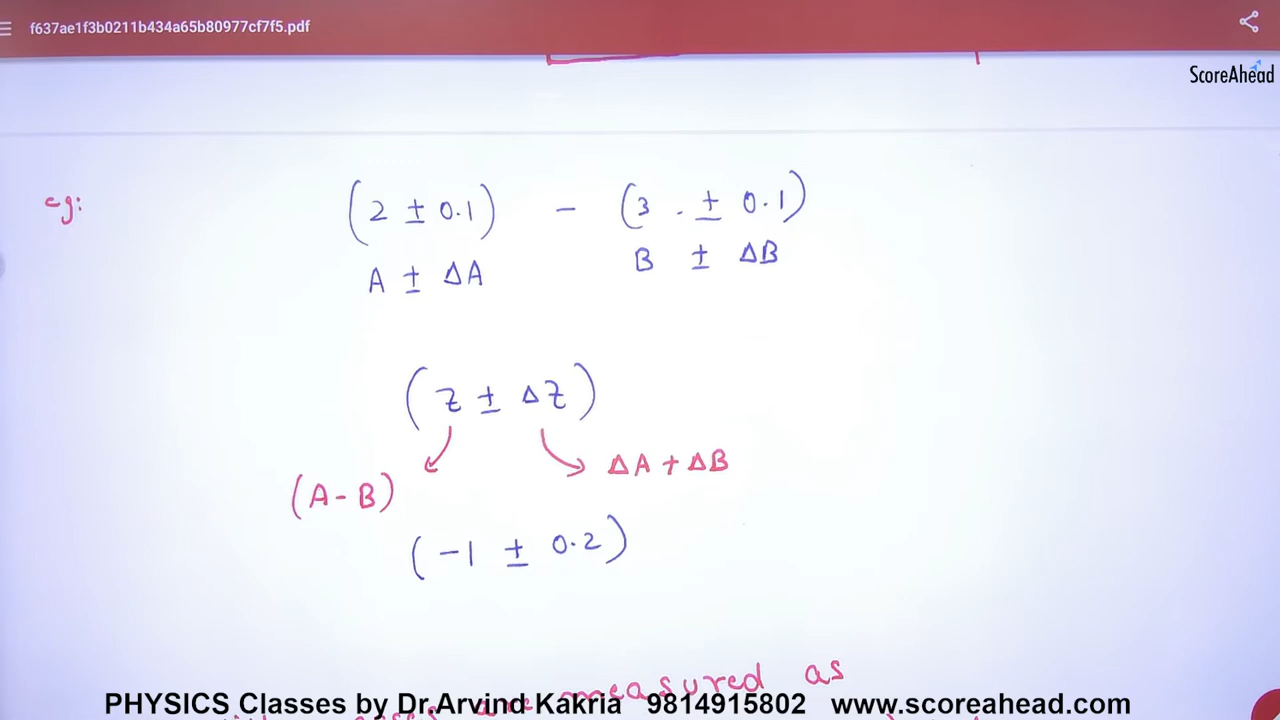 f637ae1f3b0211b434a65b80977cf7f5.pdf
ScoreAhead
eg:
(2 ± 0.1) - (3 . ± 0.1)
A ± ΔA B ± ΔB
(Z ± ΔZ)
(A - B) ΔA + ΔB
(-1 ± 0.2)
measured as
PHYSICS Classes by Dr.Arvind Kakria 9814915802 www.scoreahead.com